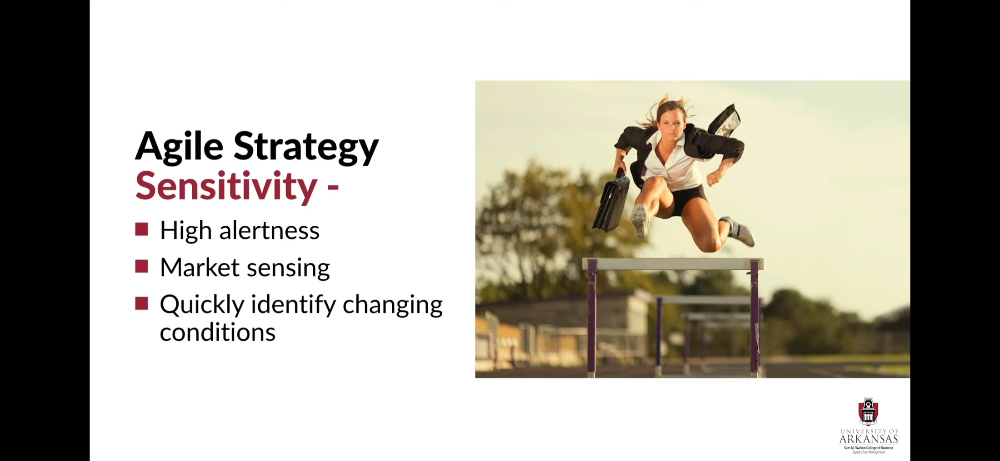 Agile Strategy
Sensitivity -
High alertness
Market sensing
Quickly identify changing
conditions
UNIVERSITY OF
ARKANSAS
Sam M. Walton College of Business
Supply Chain Management